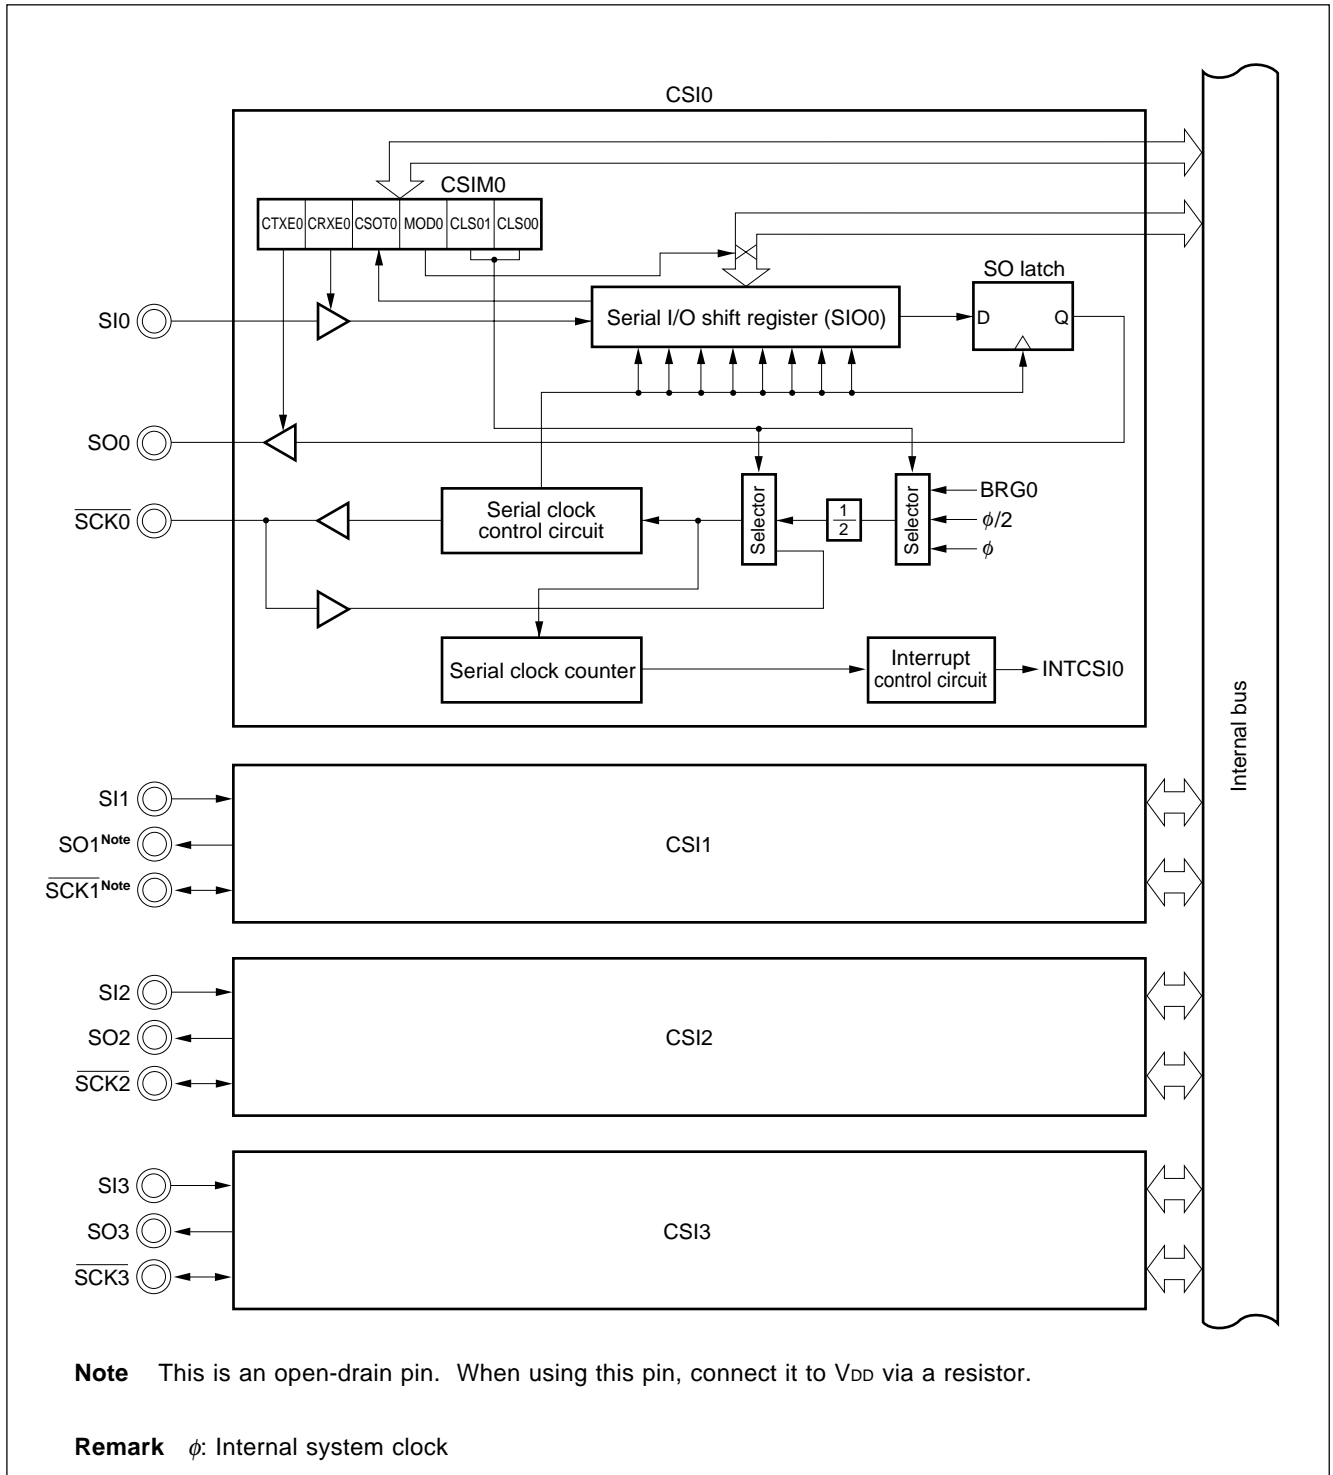 CSI0
CSIM0
CTXE0 CRXE0 CSOT0 MOD0 CLS01 CLS00
SO latch
SI0
Serial I/O shift register (SIO0)
D Q
SO0
SCK0
Serial clock
control circuit
Selector
1
2
Selector
BRG0
ϕ/2
ϕ
Serial clock counter
Interrupt
control circuit
INTCSI0
Internal bus
SI1
SO1Note
SCK1Note
CSI1
SI2
SO2
SCK2
CSI2
SI3
SO3
SCK3
CSI3
Note This is an open-drain pin. When using this pin, connect it to VDD via a resistor.
Remark ϕ: Internal system clock